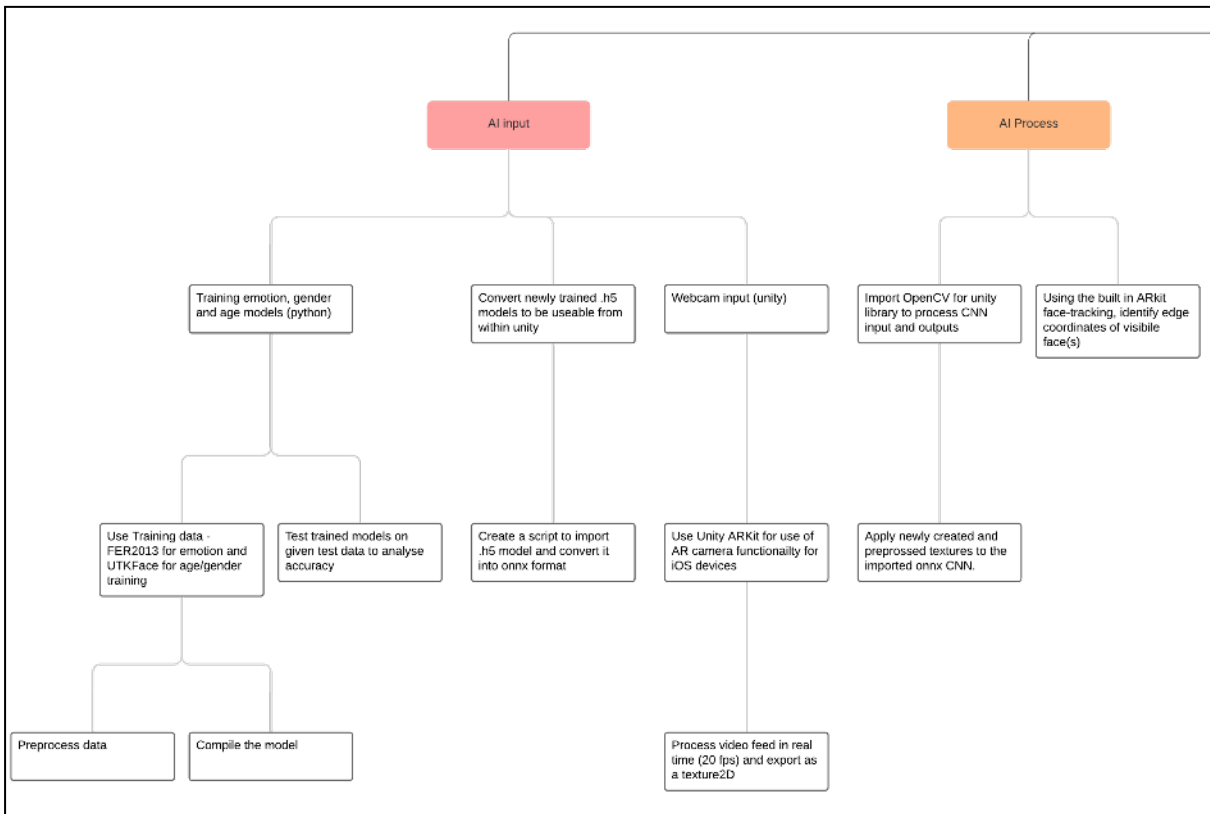 AI input
AI Process
Training emotion, gender
and age models (python)
Convert newly trained .h5
models to be useable from
within unity
Webcam input (unity)
Import OpenCV for unity
library to process CNN
input and outputs
Using the built in ARkit
face-tracking, identify edge
coordinates of visibile
face(s)
Use Training data -
FER2013 for emotion and
UTKFace for age/gender
training
Test trained models on
given test data to analyse
accuracy
Create a script to import
.h5 model and convert it
into onnx format
Use Unity ARKit for use of
AR camera functionailty for
iOS devices
Apply newly created and
preprossed textures to the
imported onnx CNN.
Preprocess data
Compile the model
Process video feed in real
time (20 fps) and export as
a texture2D